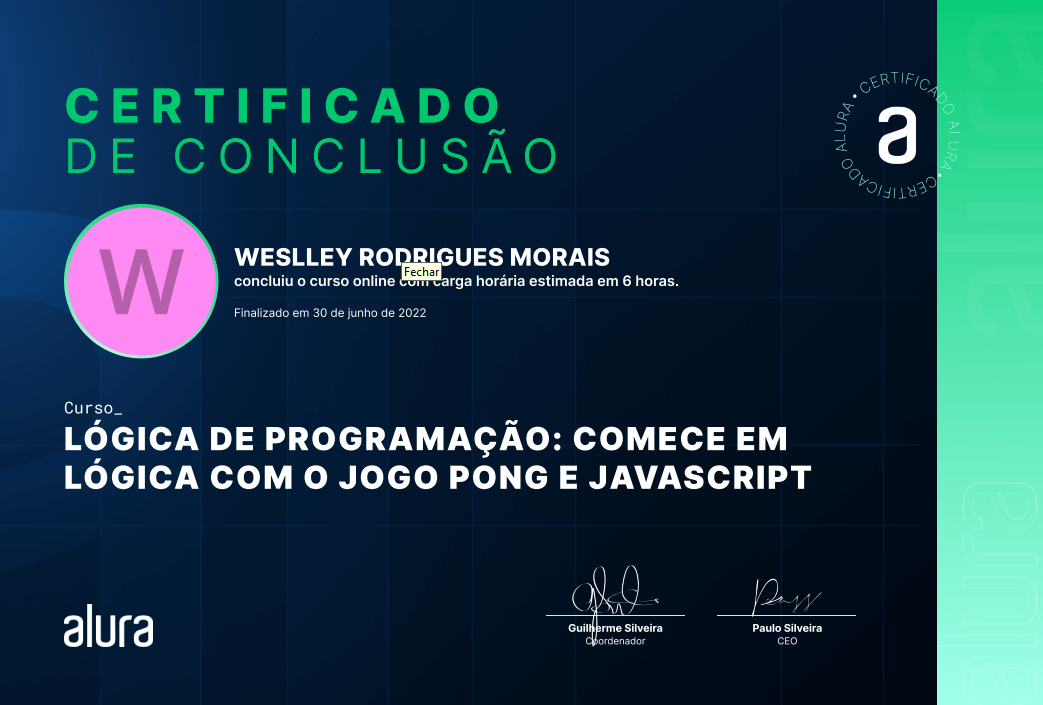 CERTIFICADO
DE CONCLUSÃO
CERTIFICADO ALURA • CERTIFICADO ALURA •
a
W
WESLLEY RODRIGUES MORAIS
Fechar
concluiu o curso online com carga horária estimada em 6 horas.
Finalizado em 30 de junho de 2022
Curso_
LÓGICA DE PROGRAMAÇÃO: COMECE EM
LÓGICA COM O JOGO PONG E JAVASCRIPT
alura
Guilherme Silveira
Coordenador
Paulo Silveira
CEO
alura
alura